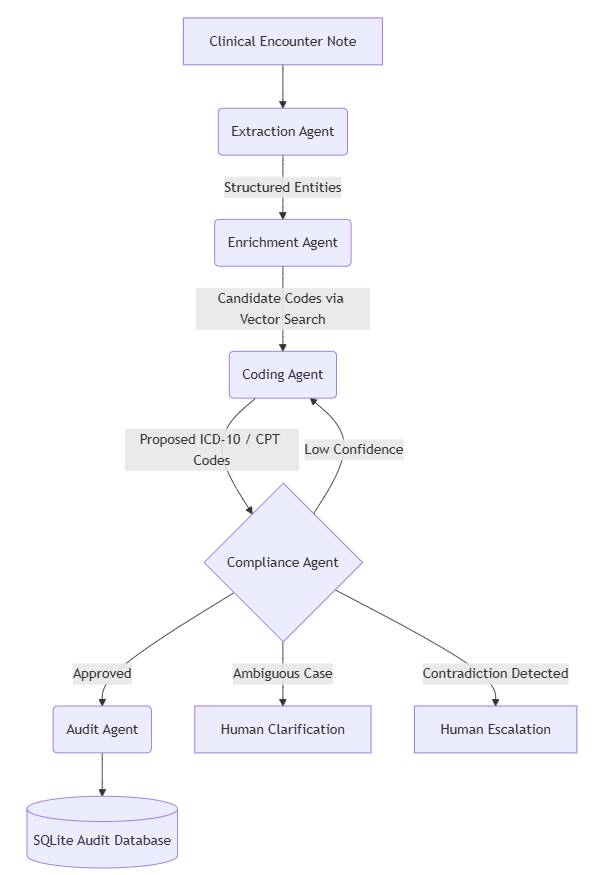 Clinical Encounter Note
Extraction Agent
Structured Entities
Enrichment Agent
Candidate Codes via
Vector Search
Coding Agent
Proposed ICD-10 / CPT
Codes
Low Confidence
Compliance Agent
Approved
Ambiguous Case
Contradiction Detected
Audit Agent
Human Clarification
Human Escalation
SQLite Audit Database